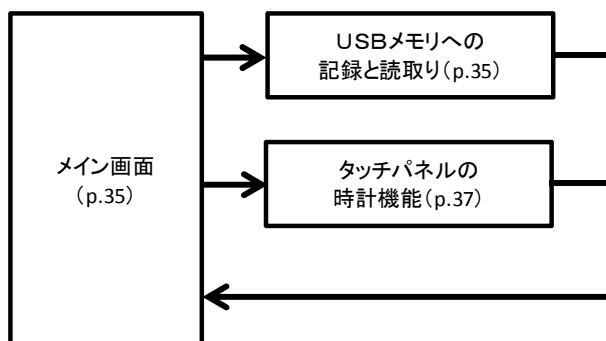 USBメモリへの
記録と読取り(p.35)
メイン画面
(p.35)
タッチパネルの
時計機能(p.37)